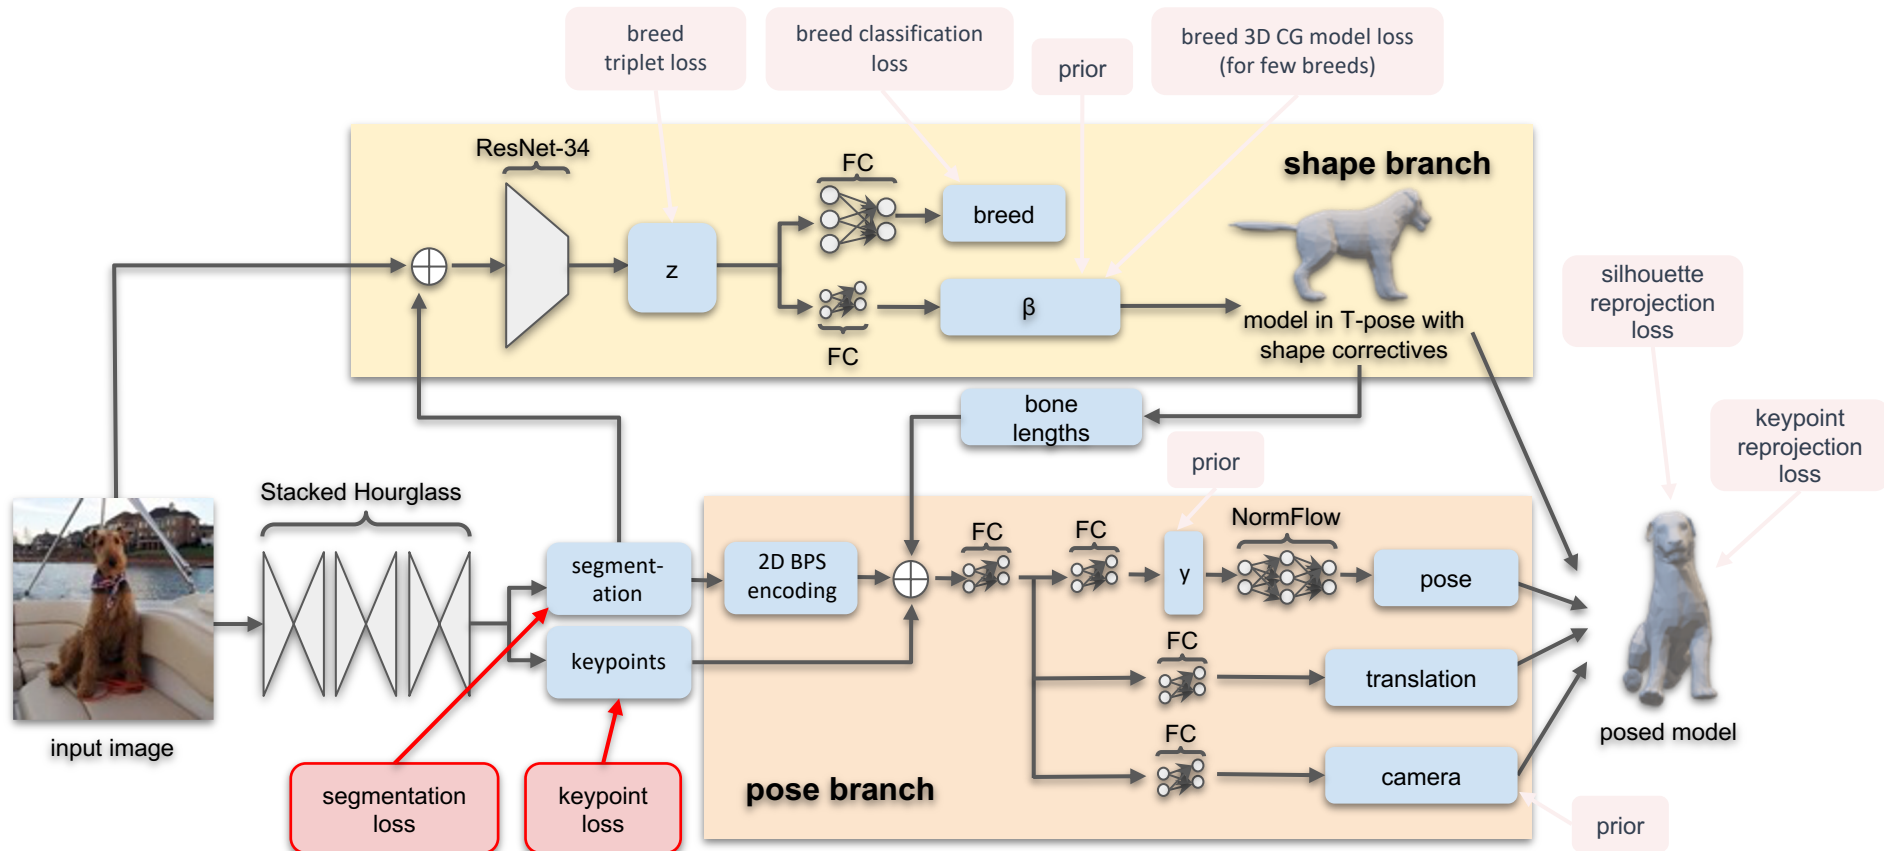 breed
triplet loss
breed classification
loss
prior
breed 3D CG model loss
(for few breeds)
ResNet-34
FC
shape branch
breed
z
β
FC
model in T-pose with
shape correctives
silhouette
reprojection
loss
bone
lengths
keypoint
reprojection
loss
prior
Stacked Hourglass
segment-
ation
2D BPS
encoding
FC
FC
y
NormFlow
pose
keypoints
FC
translation
posed model
input image
FC
camera
segmentation
loss
keypoint
loss
pose branch
prior